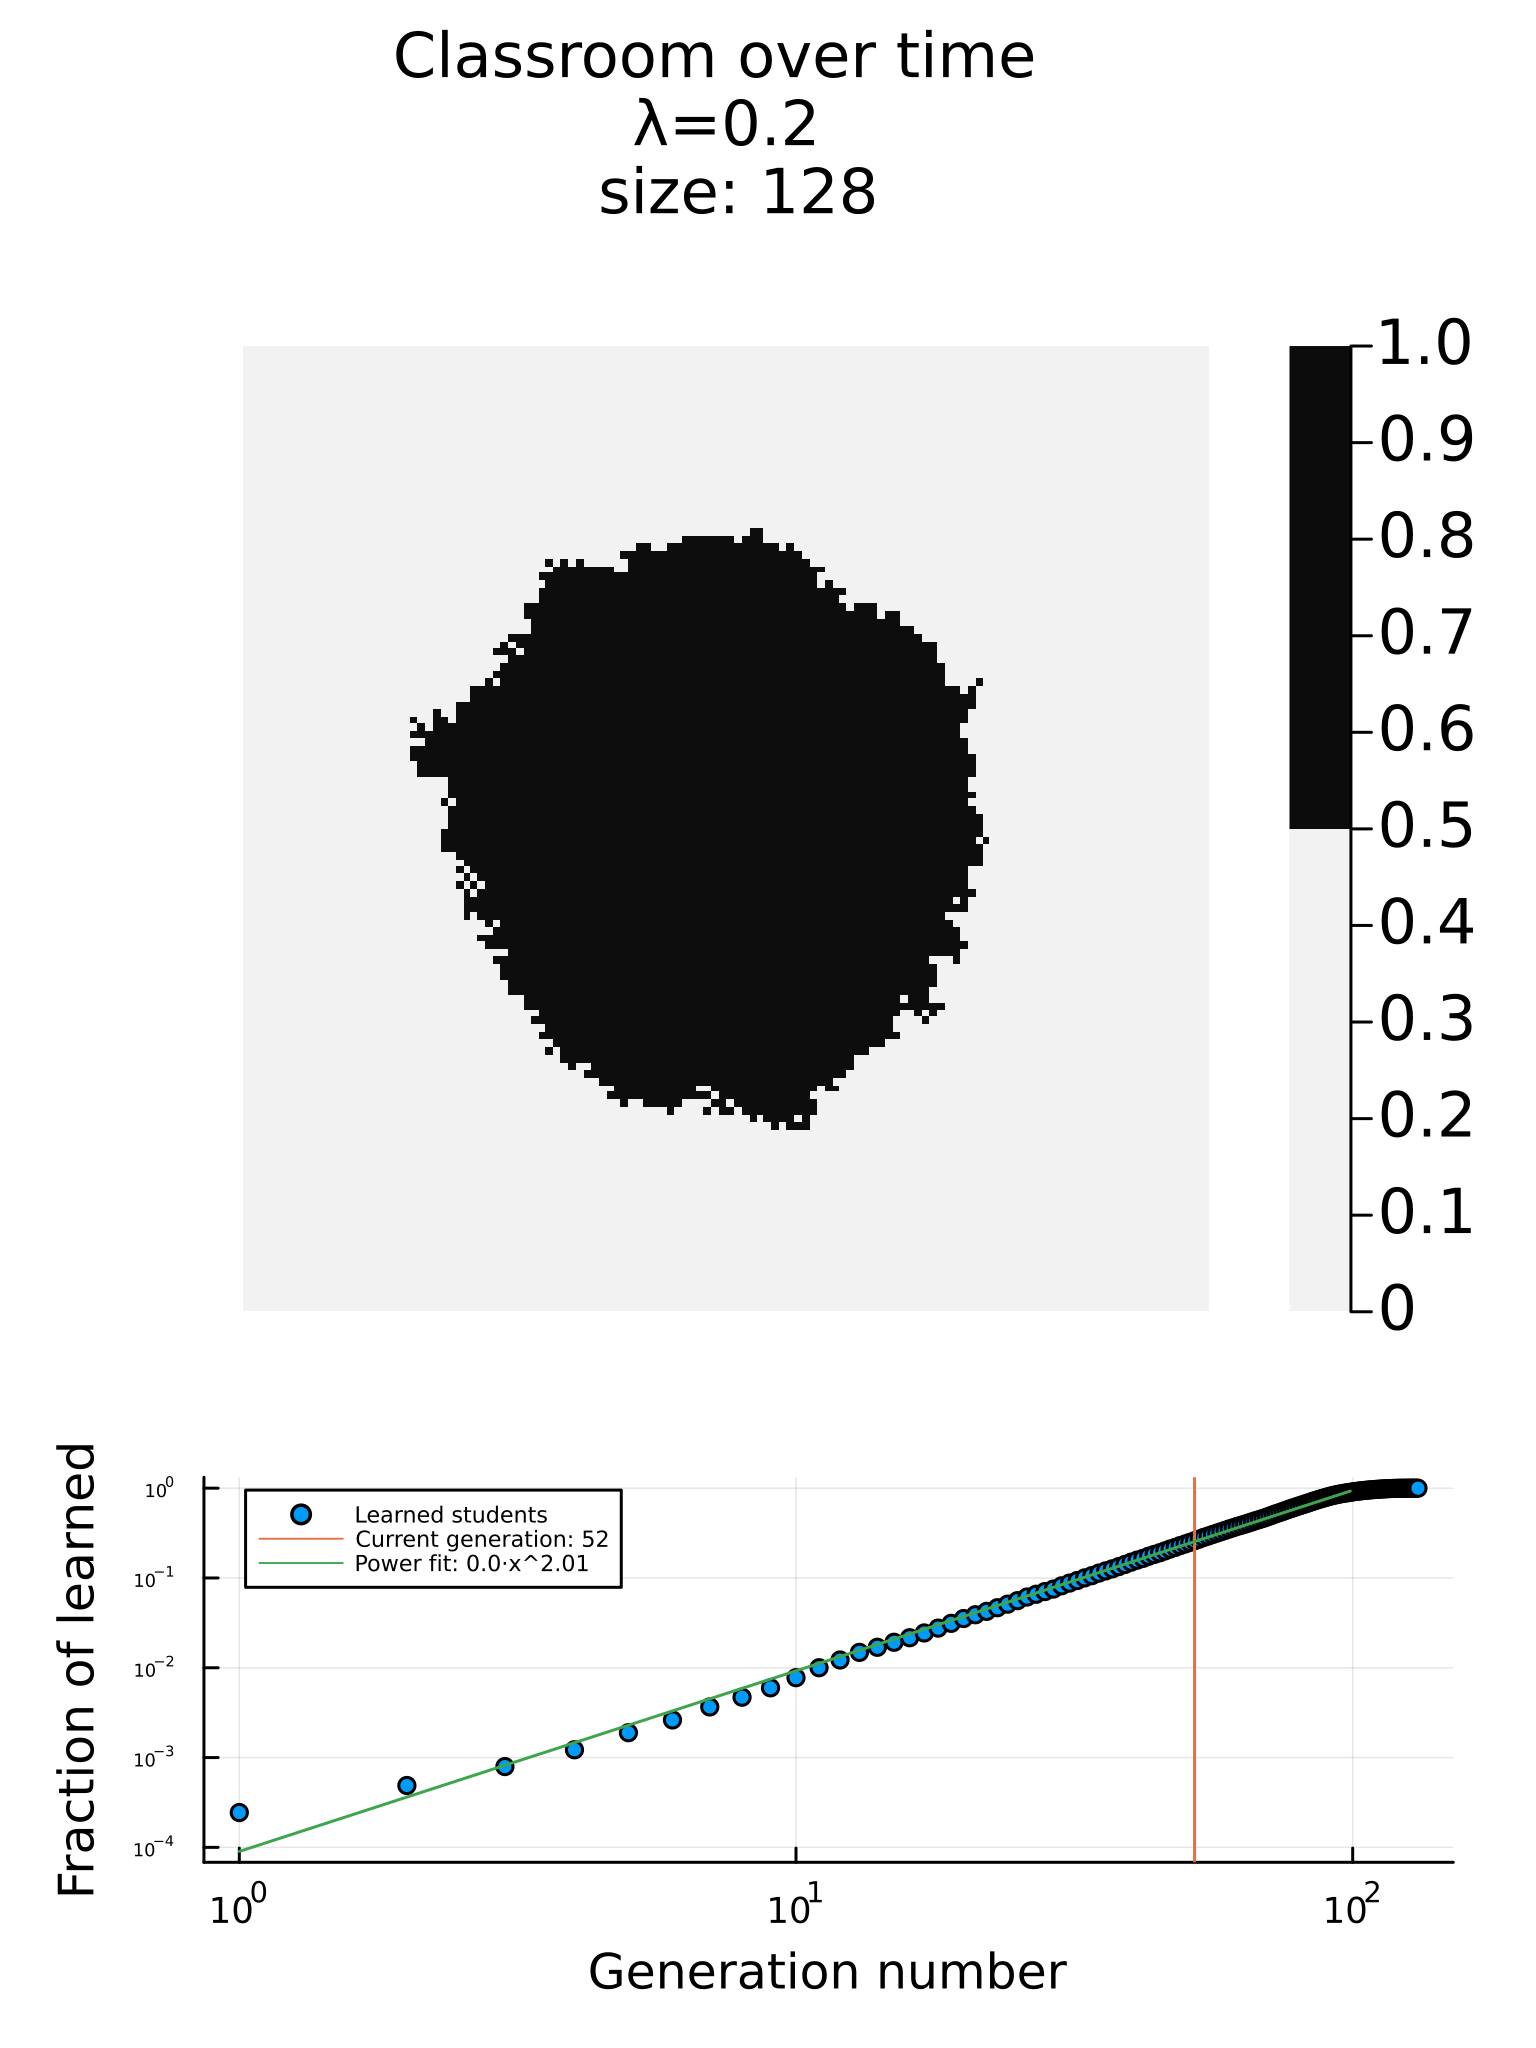 Classroom over time
λ=0.2
size: 128
1.0
0.9
0.8
0.7
0.6
0.5
0.4
0.3
0.2
0.1
0
Fraction of learned
10^0
10^-1
10^-2
10^-3
10^-4
Learned students
Current generation: 52
Power fit: 0.0·x^2.01
10^0 10^1 10^2
Generation number